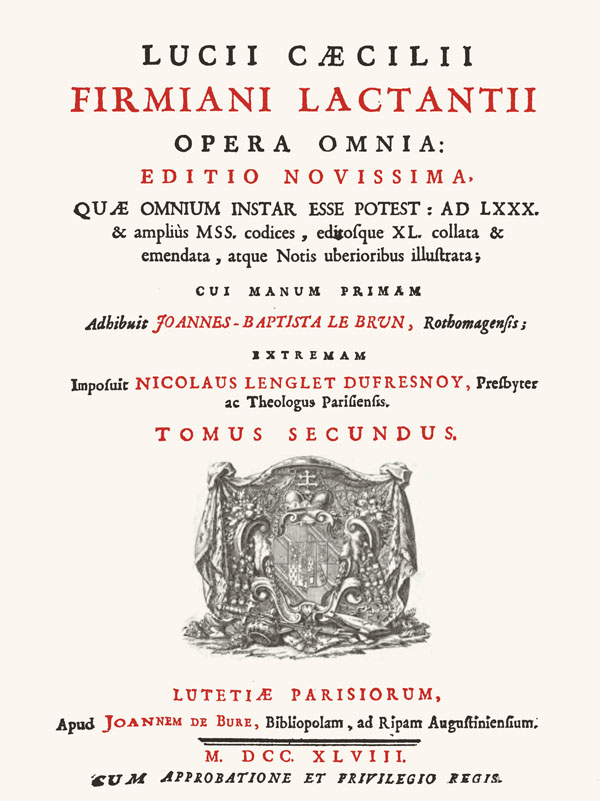 LUCII CÆCILII
FIRMIANI LACTANTII
OPERA OMNIA:
EDITIO NOVISSIMA,
QUÆ OMNIUM INSTAR ESSE POTEST: AD LXXX.
& ampliùs MSS. codices, editoſque XL. collata &
emendata, atque Notis uberioribus illuſtrata;
CUI MANUM PRIMAM
Adhibuit JOANNES-BAPTISTA LE BRUN, Rothomagenſis;
EXTREMAM
Impoſuit NICOLAUS LENGLET DUFRESNOY, Preſbyter
ac Theologus Pariſienſis.
TOMUS SECUNDUS.
LUTETIÆ PARISIORUM,
Apud JOANNEM DE BURE, Bibliopolam, ad Ripam Auguſtinienſium.
M. DCC. XLVIII.
CUM APPROBATIONE ET PRIVILEGIO REGIS.